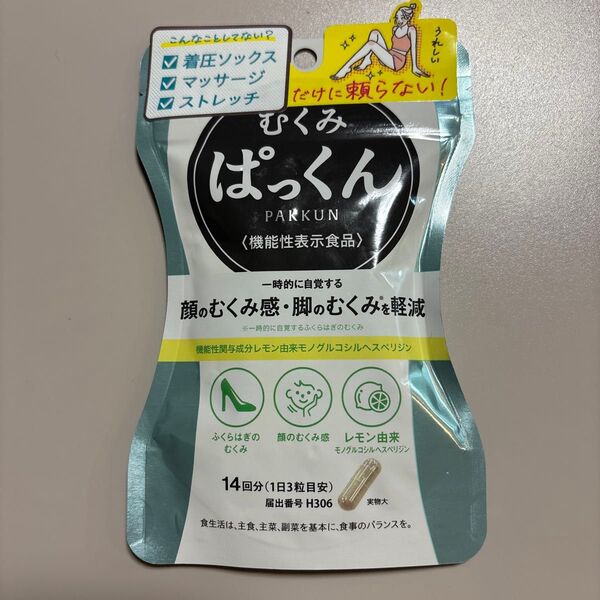 こんなことしてない?
着圧ソックス
マッサージ
ストレッチ
うれしい
だけに頼らない!
むくみ
ぱっくん
PAKKUN
〈機能性表示食品〉
一時的に自覚する
顔のむくみ感・脚のむくみ※を軽減
※一時的に自覚するふくらはぎのむくみ
機能性関与成分レモン由来モノグルコシルヘスペリジン
ふくらはぎの
むくみ
顔のむくみ感
レモン由来
モノグルコシルヘスペリジン
14回分(1日3粒目安)
届出番号 H306
実物大
食生活は、主食、主菜、副菜を基本に、食事のバランスを。